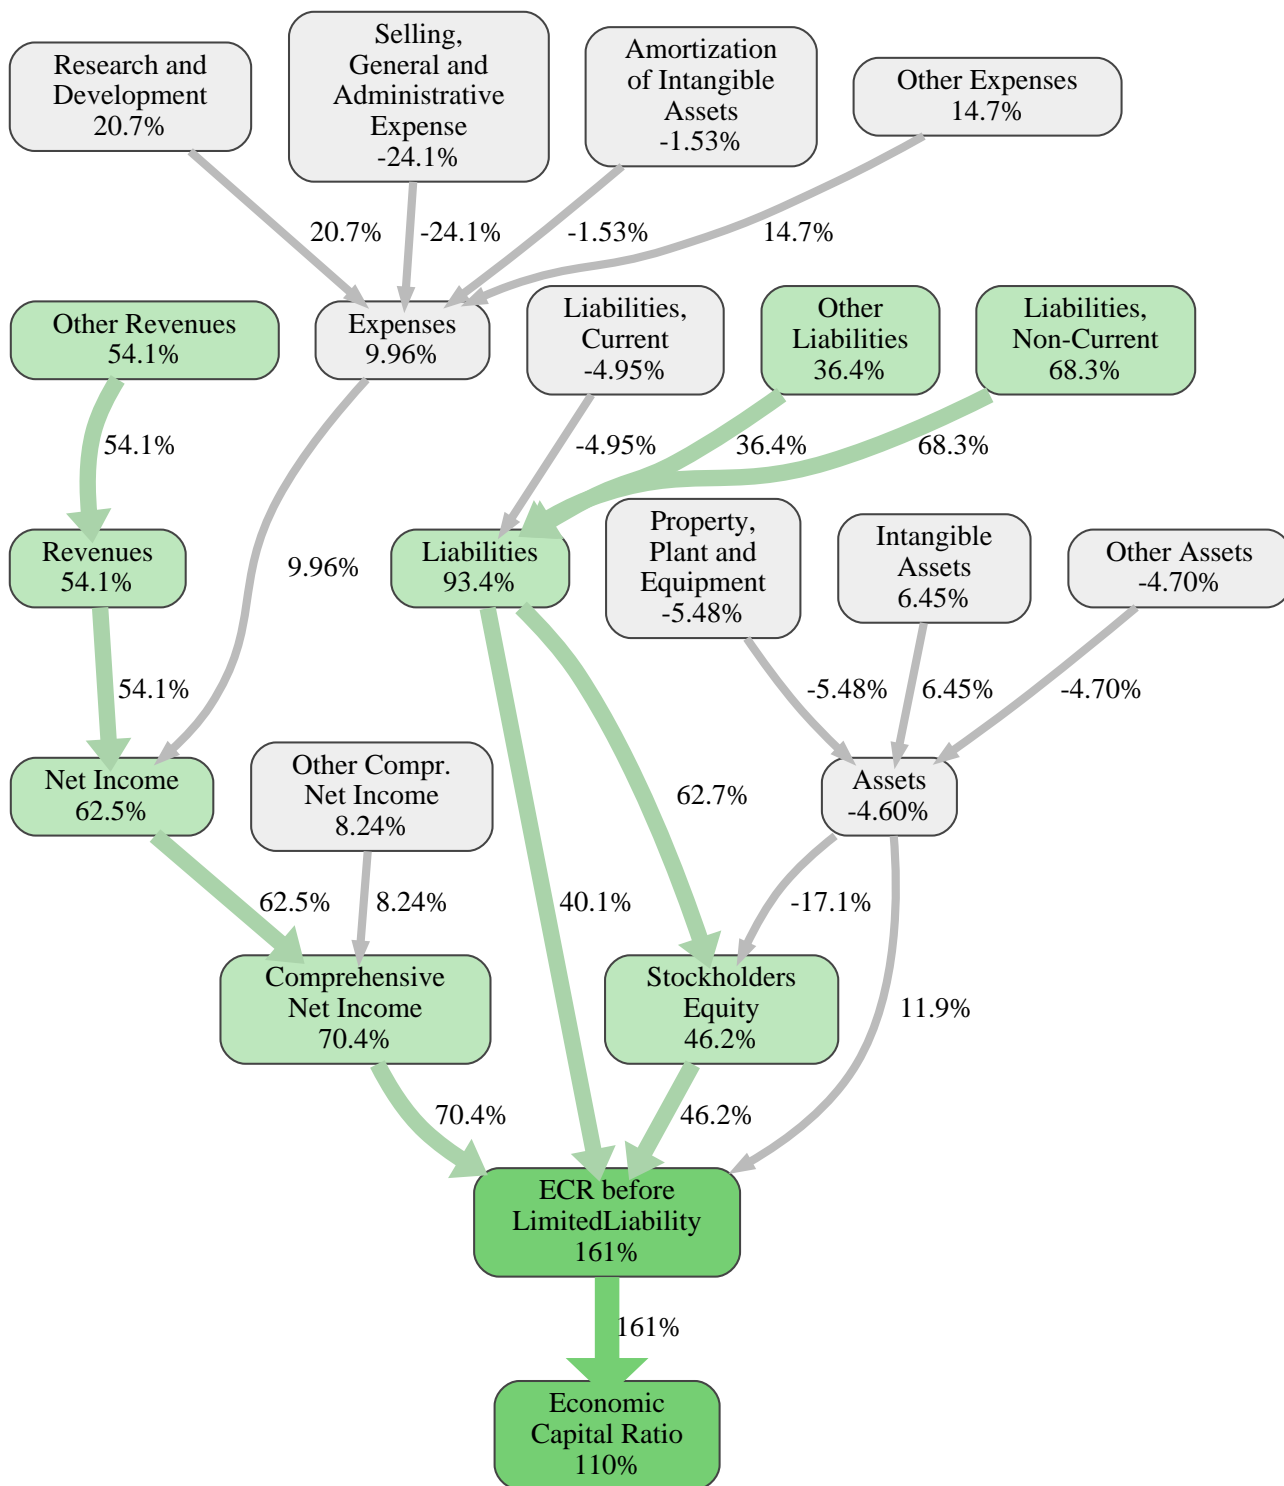 Research and
Development
20.7%
Selling,
General and
Administrative
Expense
-24.1%
Amortization
of Intangible
Assets
-1.53%
Other Expenses
14.7%
20.7%
-24.1%
-1.53%
14.7%
Other Revenues
54.1%
Expenses
9.96%
Liabilities,
Current
-4.95%
Other
Liabilities
36.4%
Liabilities,
Non-Current
68.3%
54.1%
-4.95%
36.4%
68.3%
Revenues
54.1%
9.96%
Liabilities
93.4%
Property,
Plant and
Equipment
-5.48%
Intangible
Assets
6.45%
Other Assets
-4.70%
54.1%
-5.48%
6.45%
-4.70%
Net Income
62.5%
Other Compr.
Net Income
8.24%
62.7%
Assets
-4.60%
62.5%
8.24%
40.1%
-17.1%
Comprehensive
Net Income
70.4%
Stockholders
Equity
46.2%
11.9%
70.4%
46.2%
ECR before
LimitedLiability
161%
161%
Economic
Capital Ratio
110%